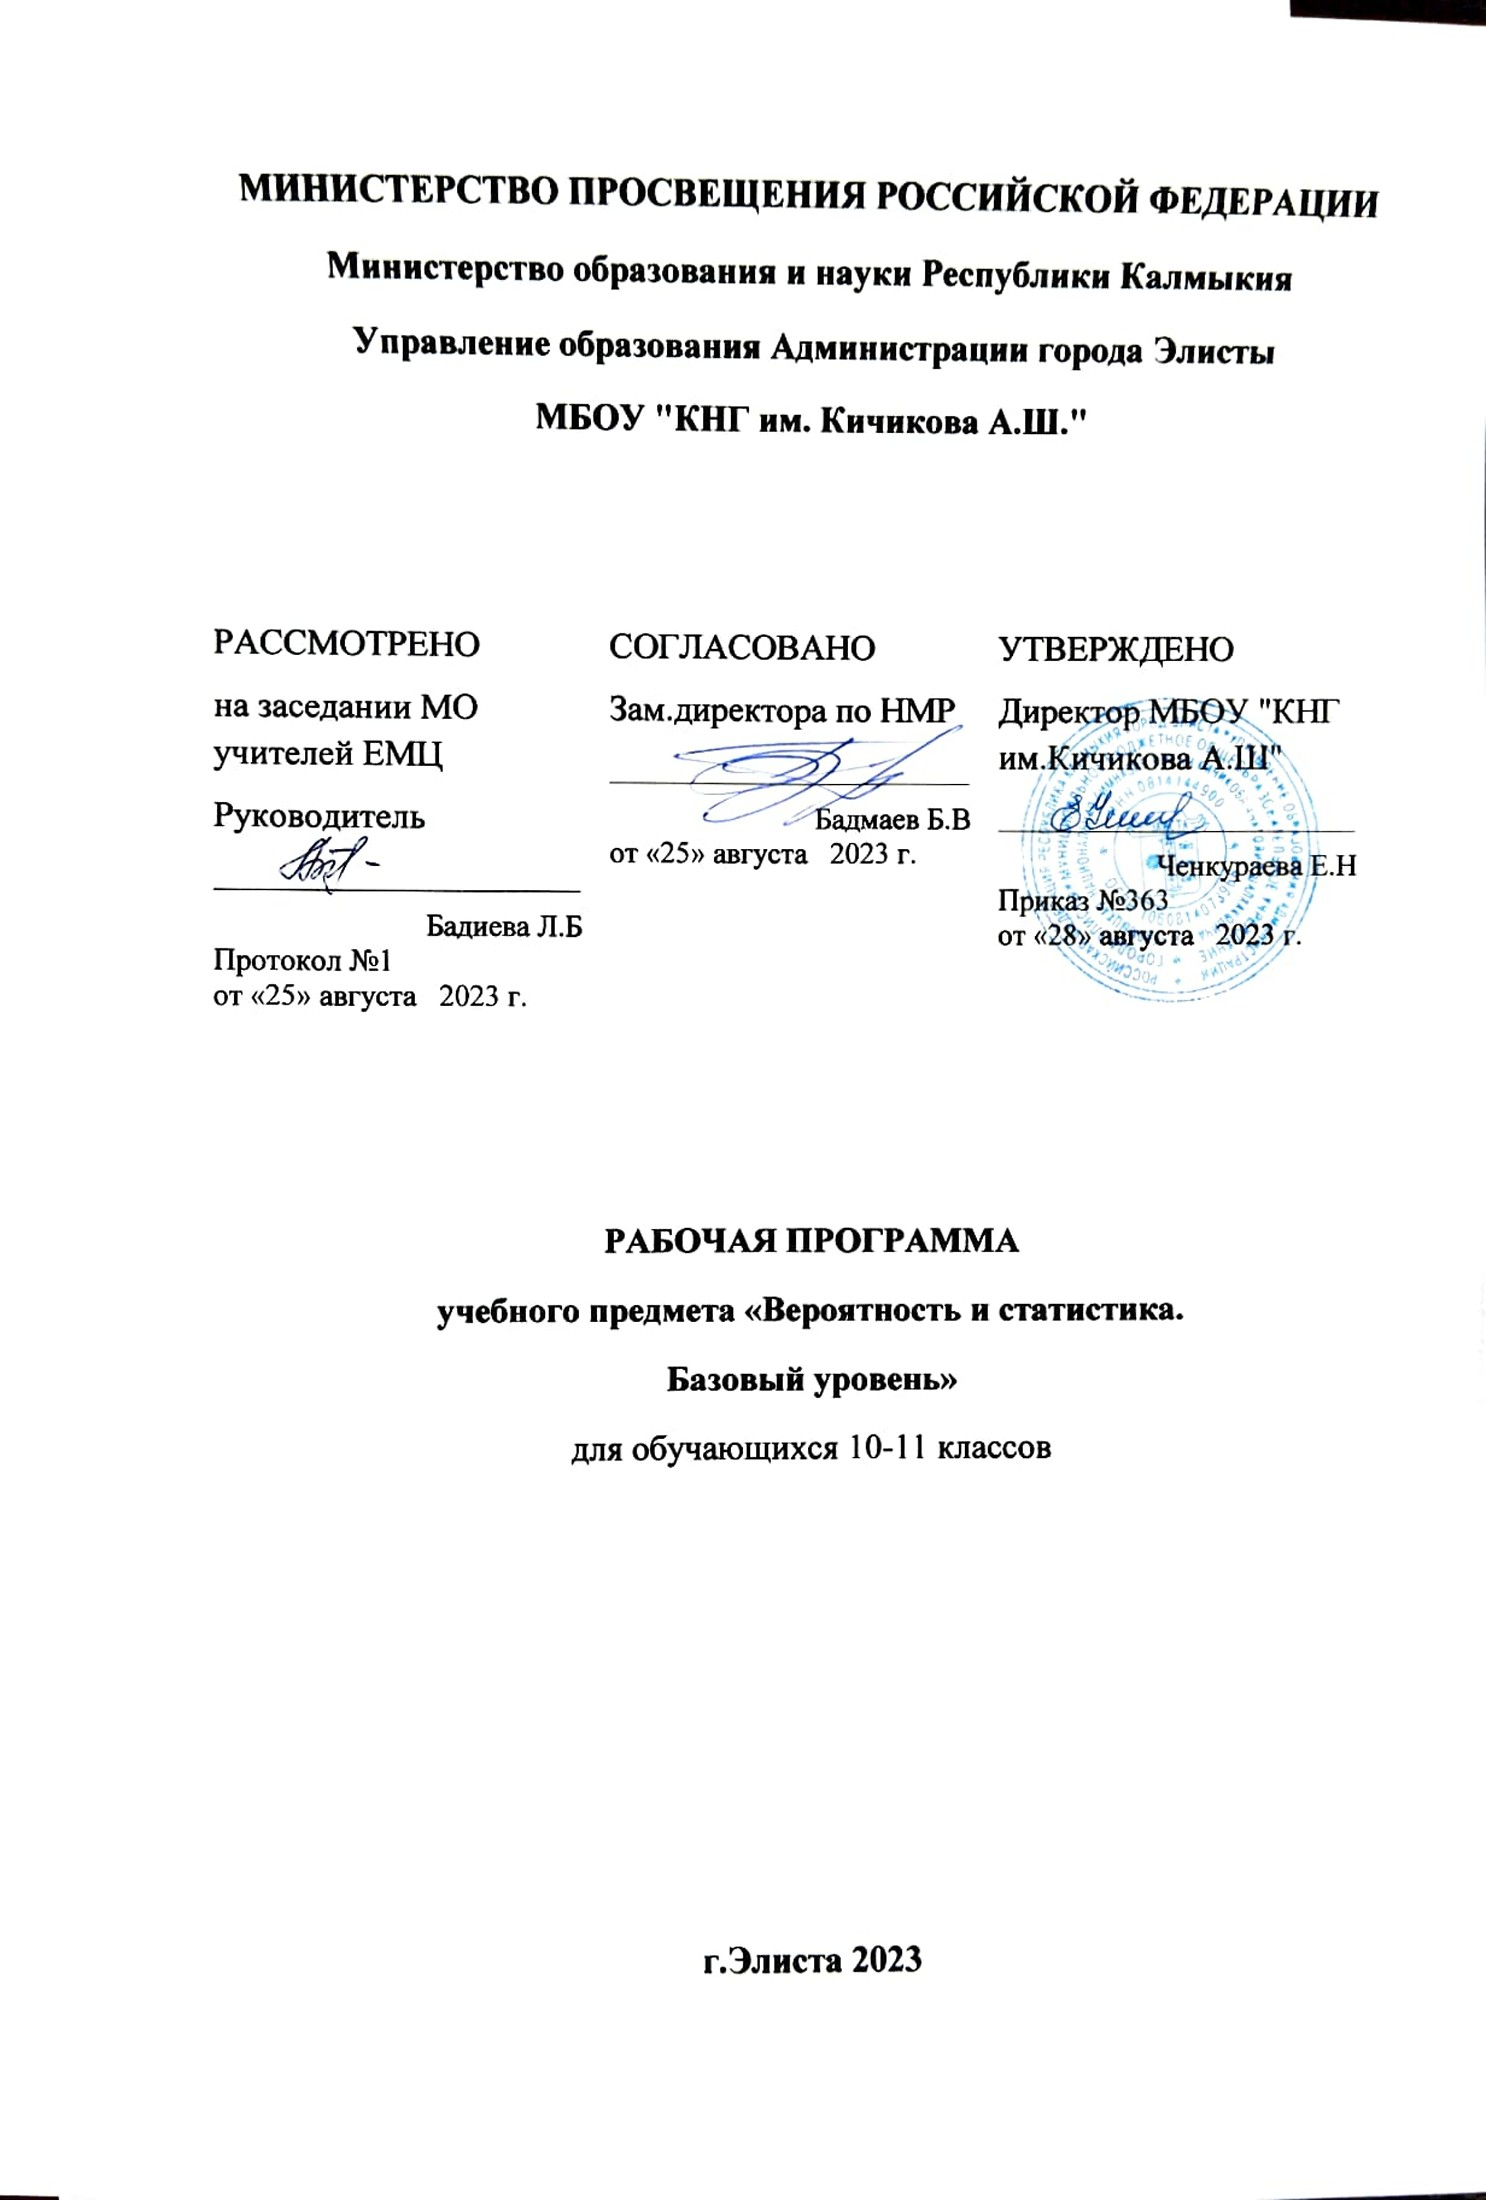 МИНИСТЕРСТВО ПРОСВЕЩЕНИЯ РОССИЙСКОЙ ФЕДЕРАЦИИ
Министерство образования и науки Республики Калмыкия
Управление образования Администрации города Элисты
МБОУ "КНГ им. Кичикова А.Ш."
РАССМОТРЕНО
на заседании МО
учителей ЕМЦ
Руководитель
Бадиева Л.Б
Протокол №1
от «25» августа 2023 г.
СОГЛАСОВАНО
Зам.директора по НМР
Бадмаев Б.В
от «25» августа 2023 г.
УТВЕРЖДЕНО
Директор МБОУ "КНГ
им.Кичикова А.Ш"
Ченкураева Е.Н
Приказ №363
от «28» августа 2023 г.
РАБОЧАЯ ПРОГРАММА
учебного предмета «Вероятность и статистика.
Базовый уровень»
для обучающихся 10-11 классов
г.Элиста 2023